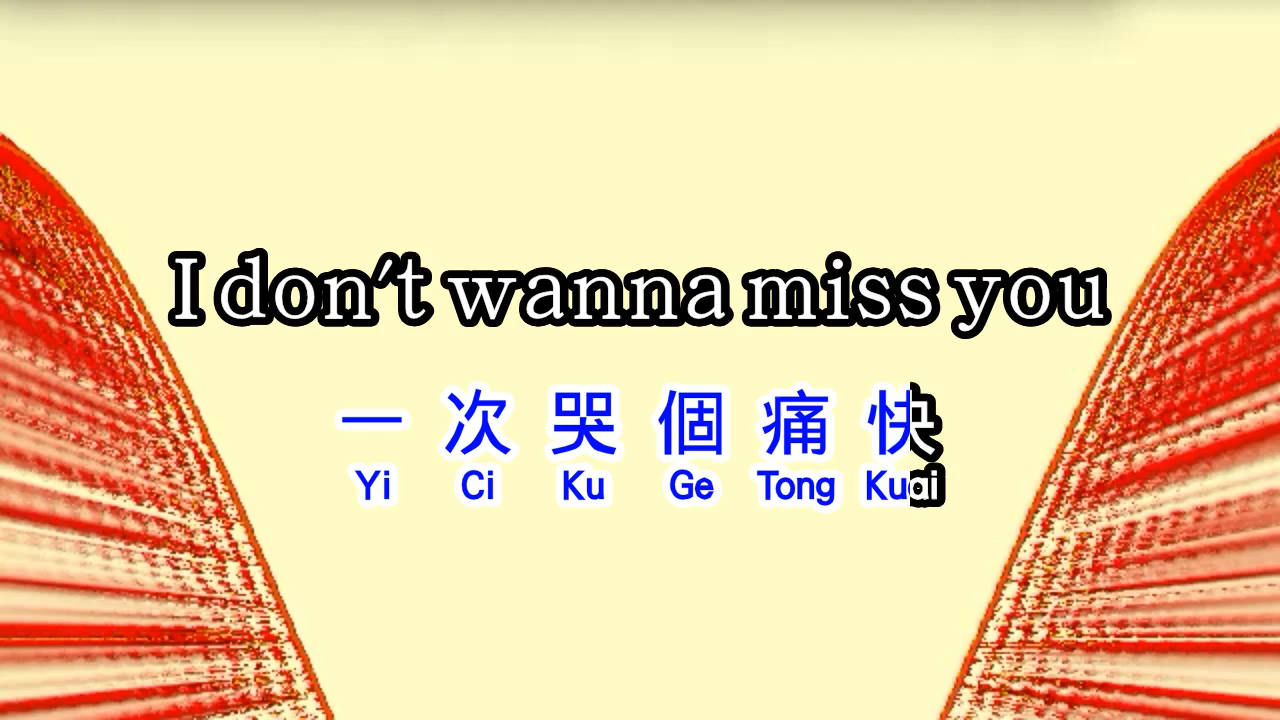 I don't wanna miss you
一 次 哭 個 痛 快
Yi Ci Ku Ge Tong Kuai